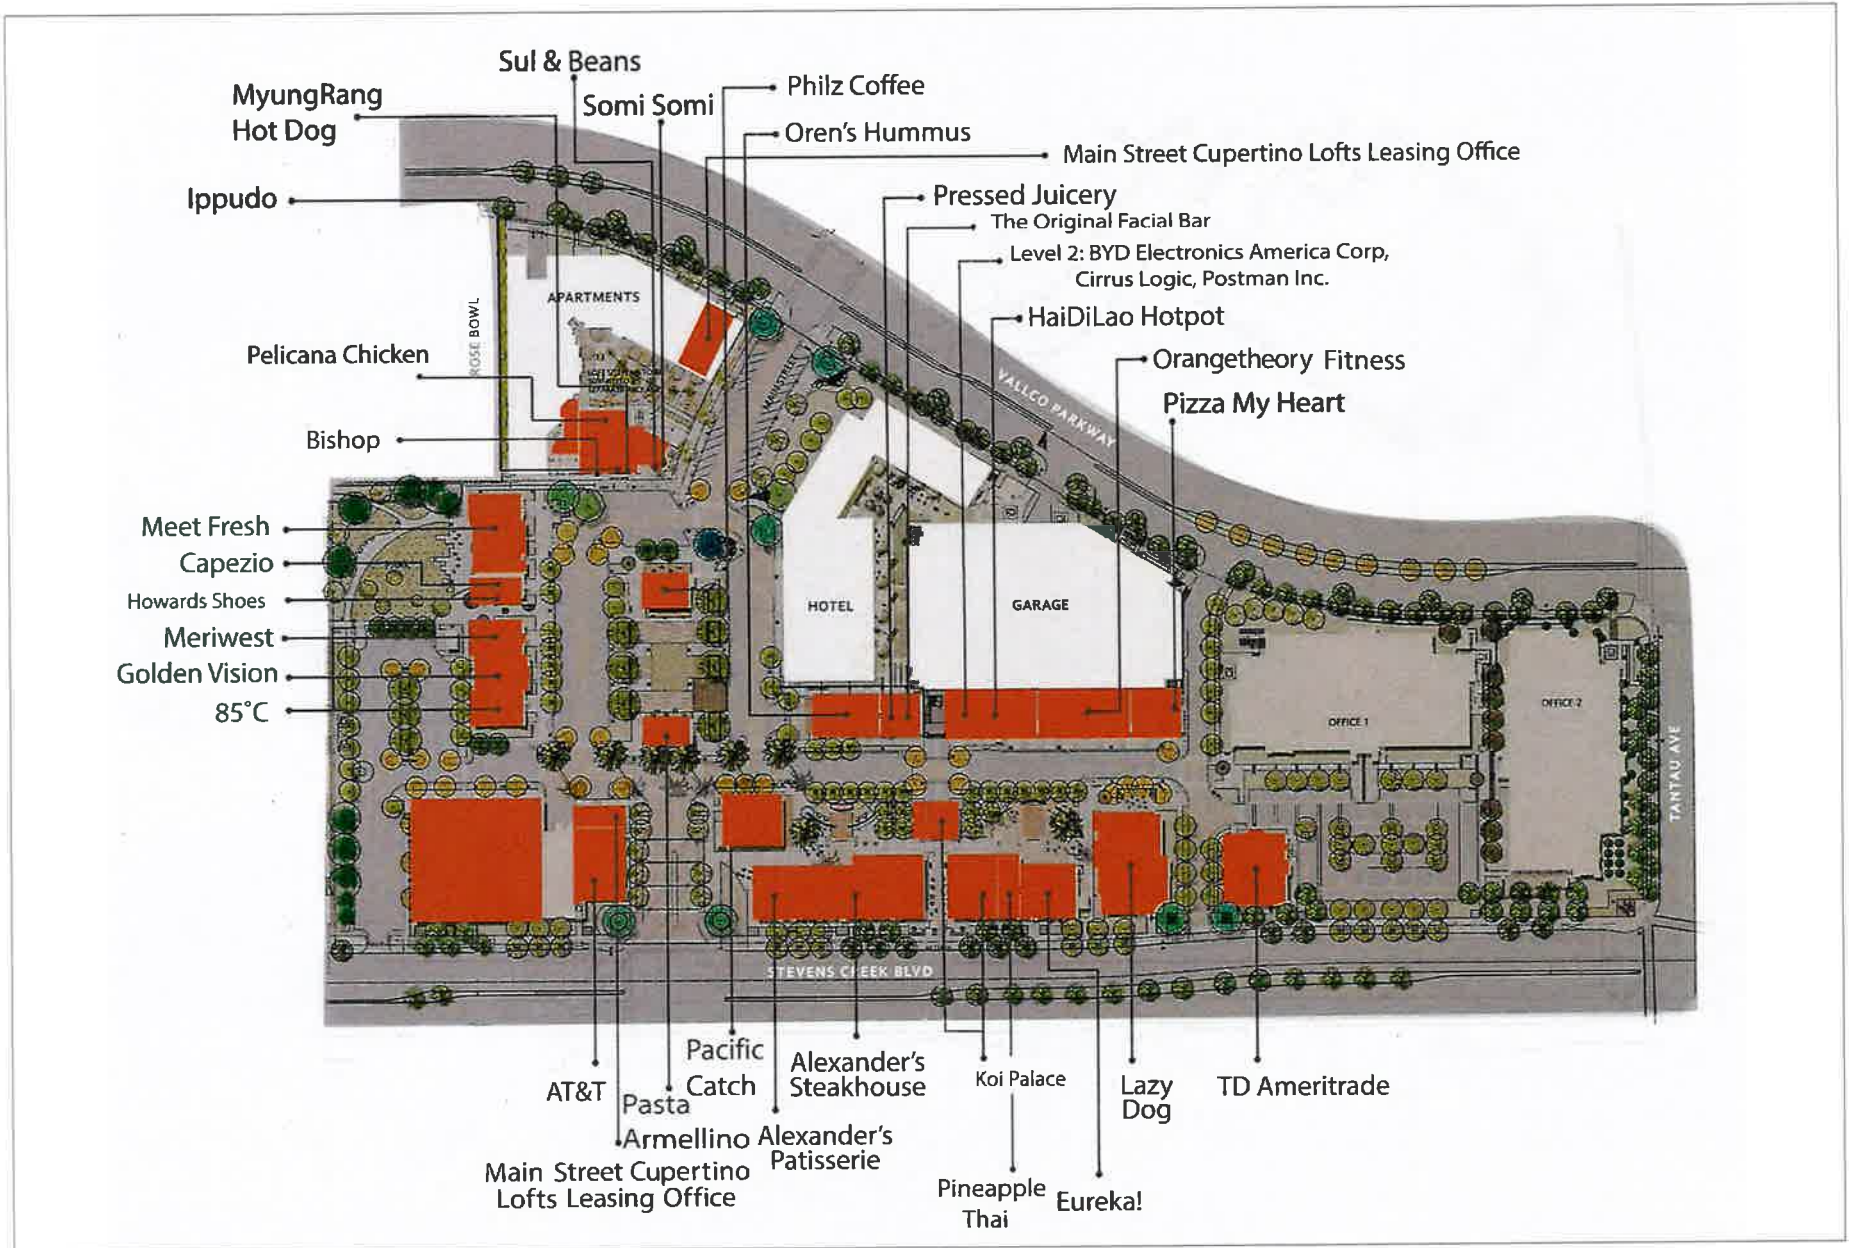 Sul & Beans
MyungRang
Hot Dog
Somi Somi
Philz Coffee
Oren's Hummus
Main Street Cupertino Lofts Leasing Office
Ippudo
Pressed Juicery
The Original Facial Bar
Level 2: BYD Electronics America Corp,
Cirrus Logic, Postman Inc.
HaiDiLao Hotpot
Orangetheory Fitness
Pizza My Heart
APARTMENTS
ROSE BOWL
Pelicana Chicken
Bishop
MAIN STREET
VALLCO PARKWAY
Meet Fresh
Capezio
Howards Shoes
Meriwest
Golden Vision
85°C
HOTEL
GARAGE
OFFICE 1
OFFICE 2
TANTAU AVE
STEVENS CREEK BLVD
AT&T
Pasta
Armellino
Main Street Cupertino
Lofts Leasing Office
Pacific
Catch
Alexander's
Steakhouse
Alexander's
Patisserie
Koi Palace
Pineapple
Thai
Eureka!
Lazy
Dog
TD Ameritrade